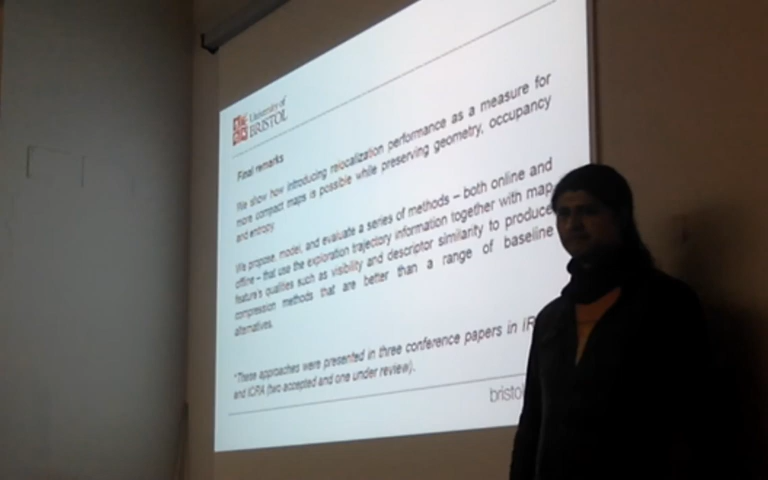 University of
BRISTOL
Final remarks
We show how introducing relocalization performance as a measure for
more compact maps is possible while preserving geometry, occupancy
and entropy.
We propose, model, and evaluate a series of methods – both online and
offline – that use the exploration trajectory information together with map
feature's qualities such as visibility and descriptor similarity to produce
compression methods that are better than a range of baseline
alternatives.
*These approaches were presented in three conference papers in
and ICRA (two accepted and one under review).
bristol